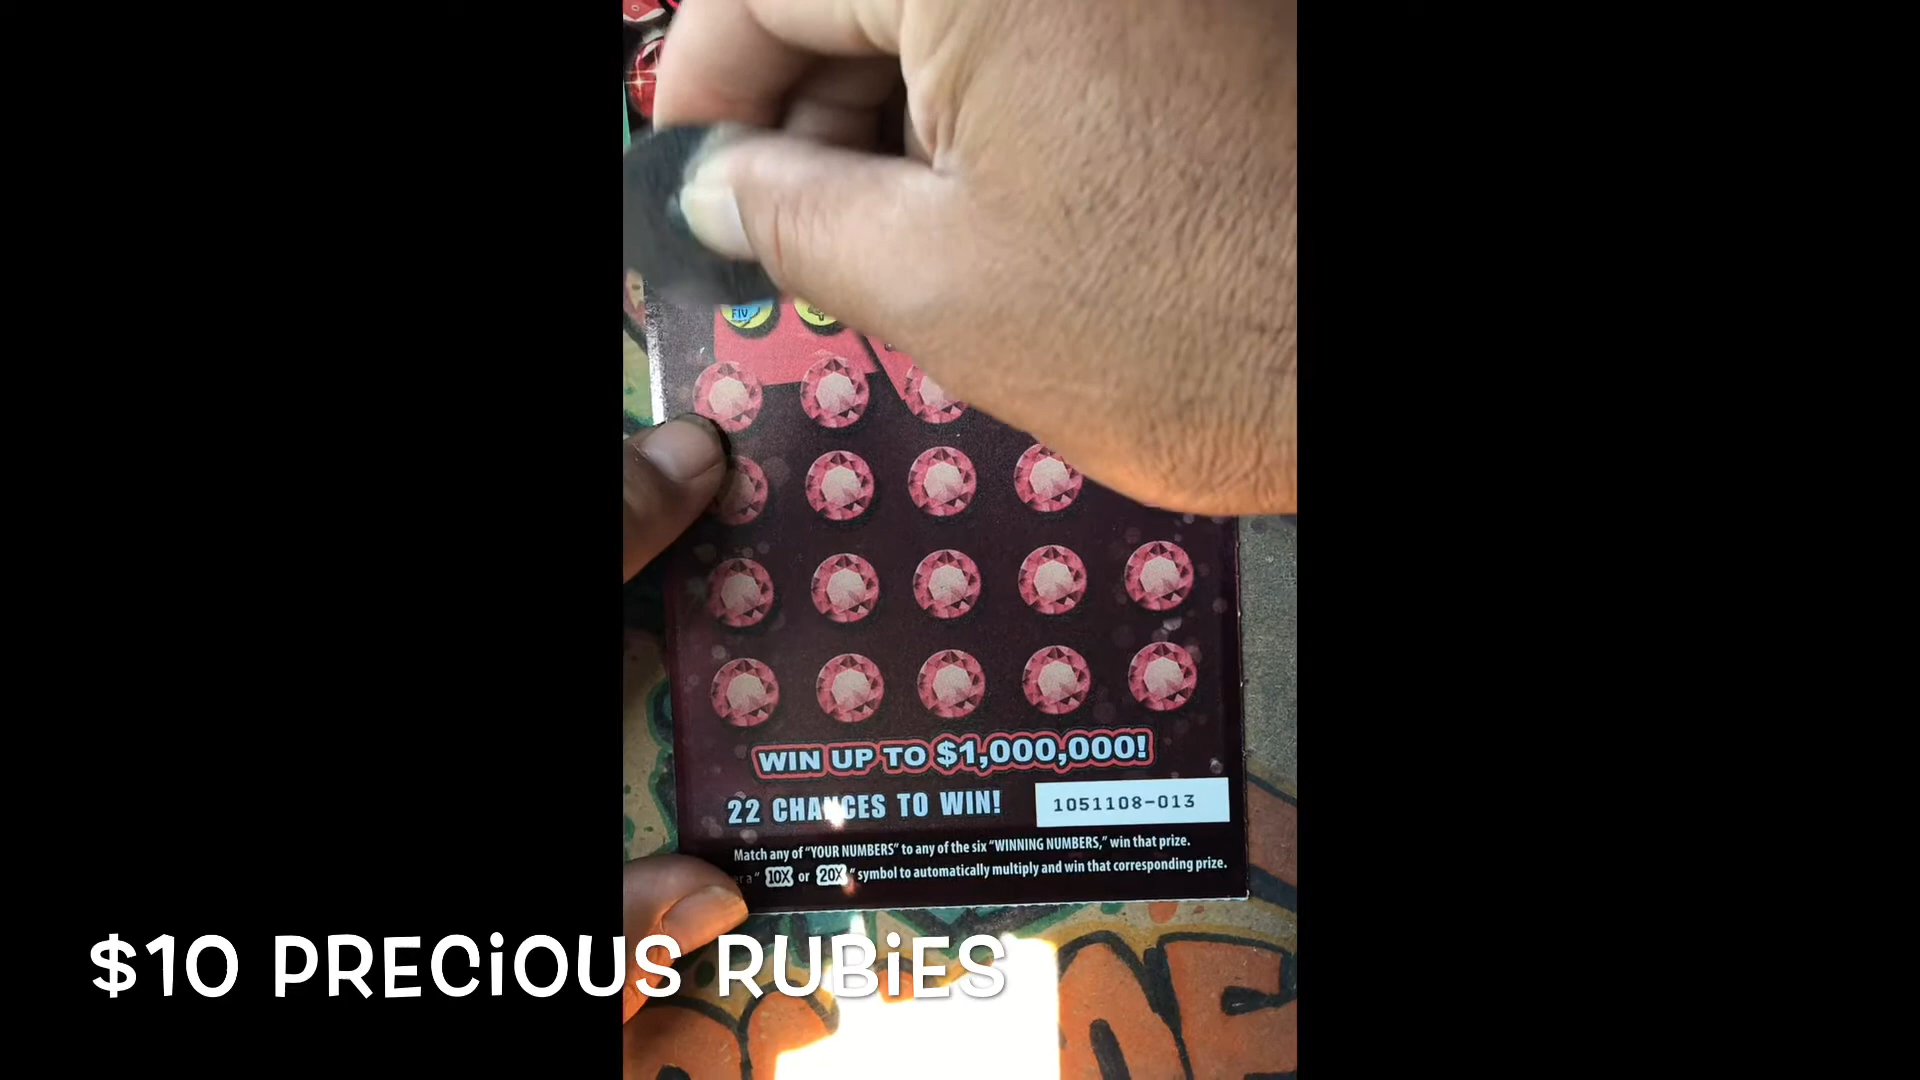 FIV
4
WIN UP TO $1,000,000!
22 CHANCES TO WIN!
1051108-013
Match any of “YOUR NUMBERS” to any of the six “WINNING NUMBERS,” win that prize.
a “ 10X or 20X ” symbol to automatically multiply and win that corresponding prize.
$10 PRECiOUS RUBiES